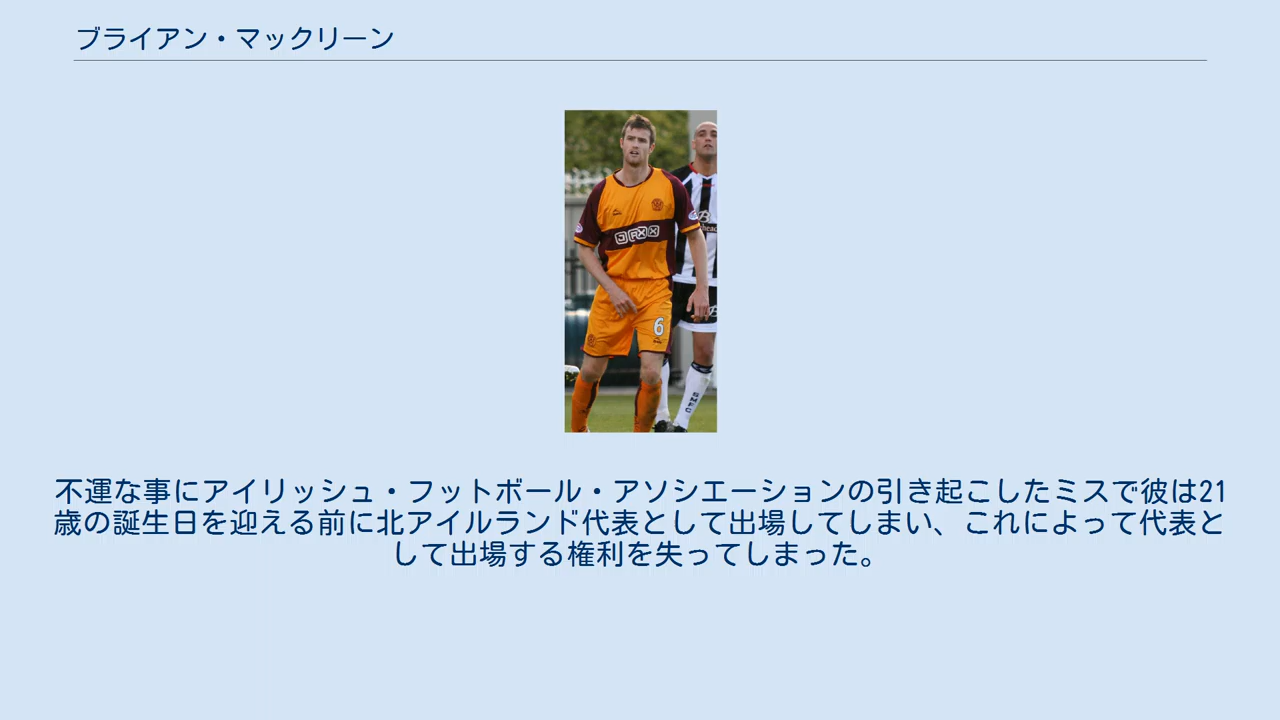 ブライアン・マックリーン
JAXX
6
不運な事にアイリッシュ・フットボール・アソシエーションの引き起こしたミスで彼は21
歳の誕生日を迎える前に北アイルランド代表として出場してしまい、これによって代表と
して出場する権利を失ってしまった。